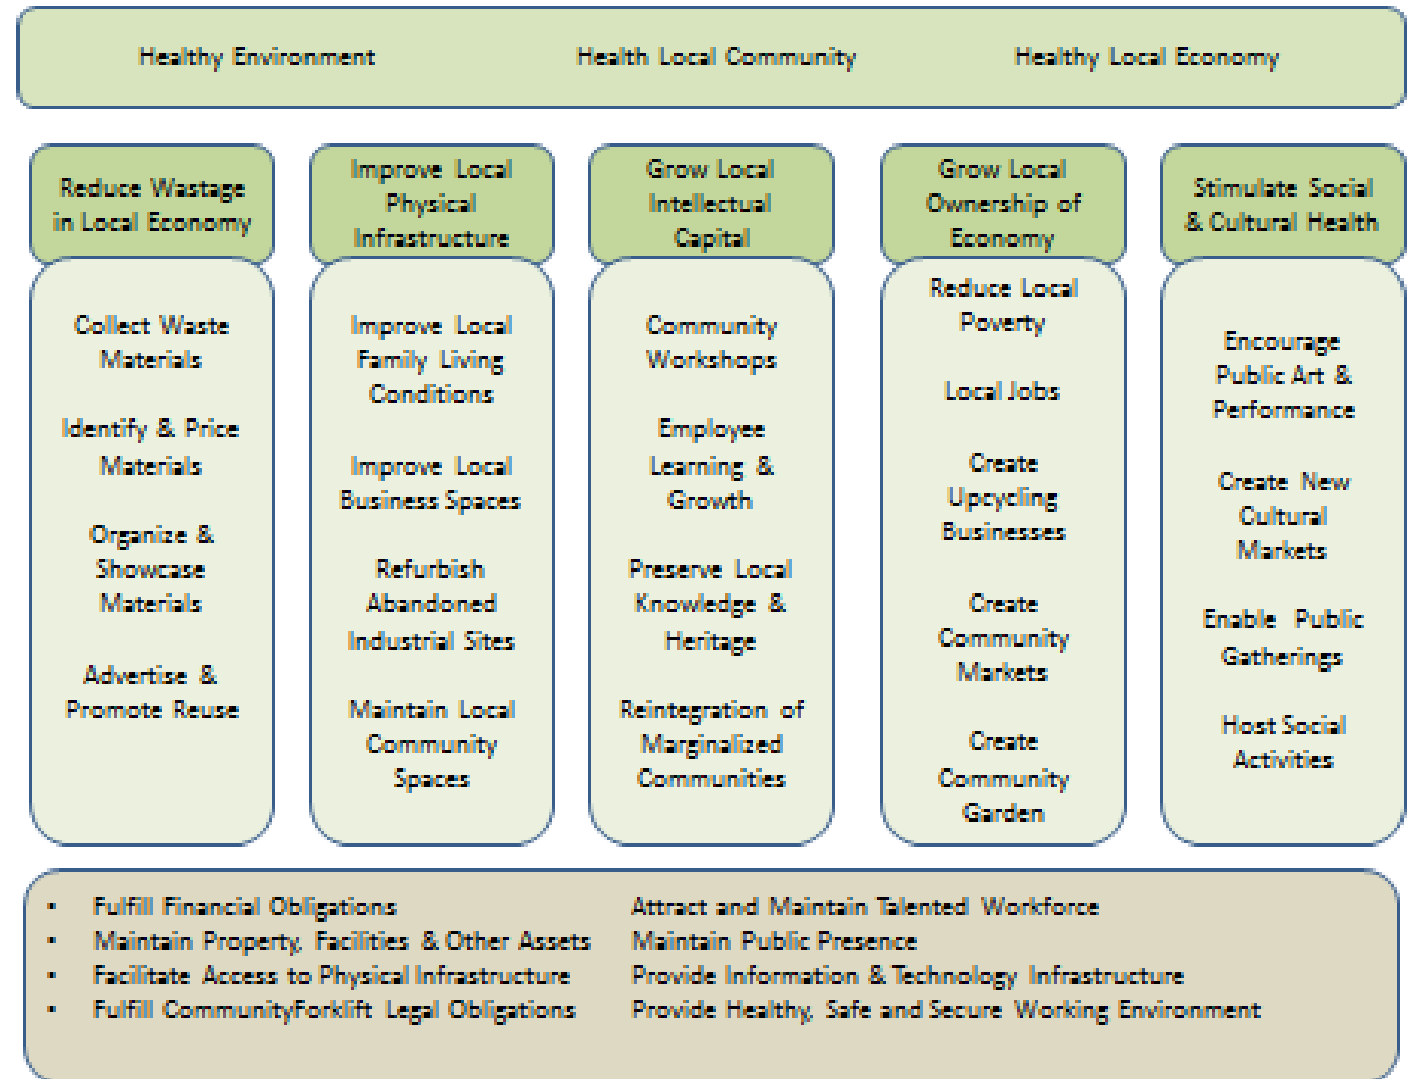 Healthy Environment Health Local Community Healthy Local Economy
Reduce Wastage
in Local Economy
Collect Waste
Materials
Identify & Price
Materials
Organize &
Showcase
Materials
Advertise &
Promote Reuse
Improve Local
Physical
Infrastructure
Improve Local
Family Living
Conditions
Improve Local
Business Spaces
Refurbish
Abandoned
Industrial Sites
Maintain Local
Community
Spaces
Grow Local
Intellectual
Capital
Community
Workshops
Employee
Learning &
Growth
Preserve Local
Knowledge &
Heritage
Reintegration of
Marginalized
Communities
Grow Local
Ownership of
Economy
Reduce Local
Poverty
Local Jobs
Create
Upcycling
Businesses
Create
Community
Markets
Create
Community
Garden
Stimulate Social
& Cultural Health
Encourage
Public Art &
Performance
Create New
Cultural
Markets
Enable Public
Gatherings
Host Social
Activities
▪ Fulfill Financial Obligations Attract and Maintain Talented Workforce
▪ Maintain Property, Facilities & Other Assets Maintain Public Presence
▪ Facilitate Access to Physical Infrastructure Provide Information & Technology Infrastructure
▪ Fulfill CommunityForklift Legal Obligations Provide Healthy, Safe and Secure Working Environment